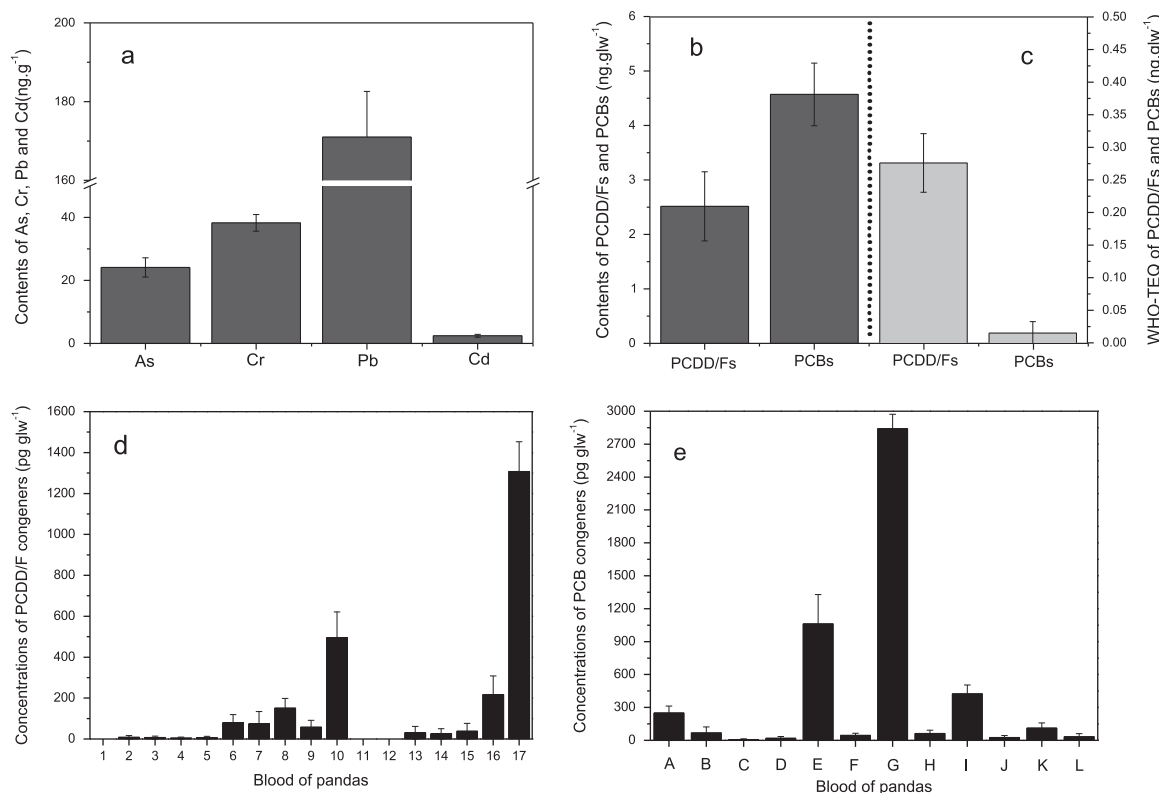 a
Contents of As, Cr, Pb and Cd(ng.g⁻¹)
200
180
160
40
20
0
As Cr Pb Cd
b
c
Contents of PCDD/Fs and PCBs (ng.glw⁻¹)
6
5
4
3
2
1
0
PCDD/Fs PCBs PCDD/Fs PCBs
0.50
0.45
0.40
0.35
0.30
0.25
0.20
0.15
0.10
0.05
0.00
WHO-TEQ of PCDD/Fs and PCBs (ng.glw⁻¹)
d
Concentrations of PCDD/F congeners (pg glw⁻¹)
1600
1400
1200
1000
800
600
400
200
0
1 2 3 4 5 6 7 8 9 10 11 12 13 14 15 16 17
Blood of pandas
e
Concentrations of PCB congeners (pg glw⁻¹)
3000
2700
2400
2100
1800
1500
1200
900
600
300
0
A B C D E F G H I J K L
Blood of pandas